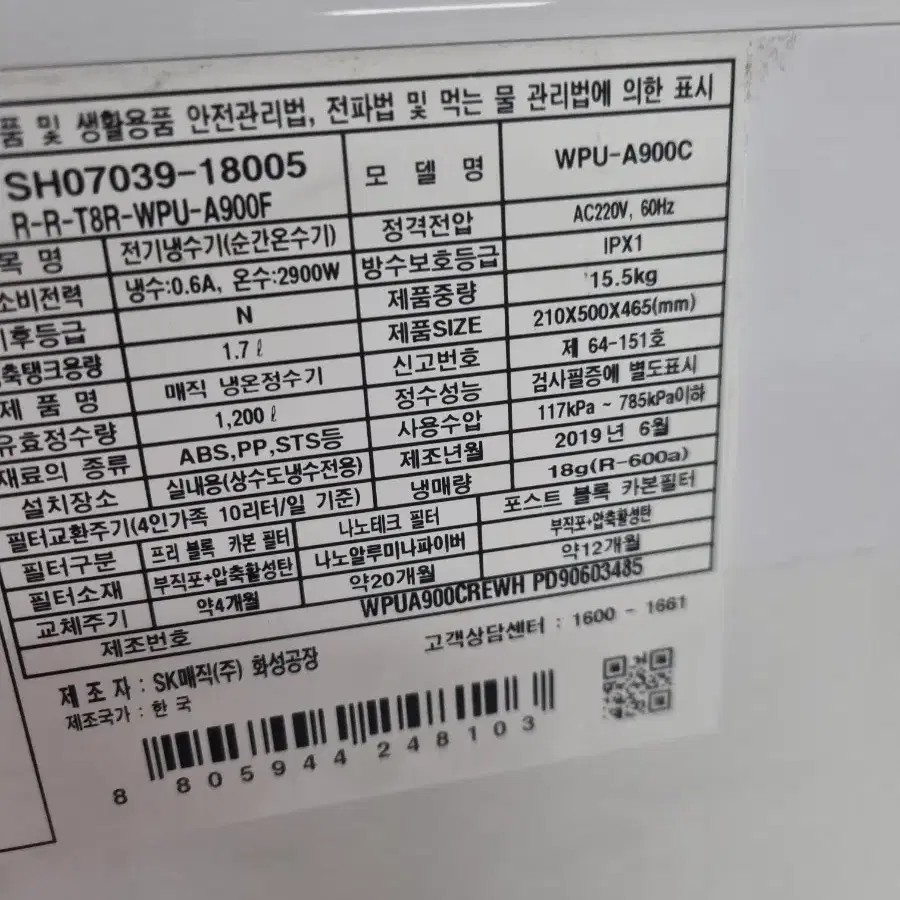 품 및 생활용품 안전관리법, 전파법 및 먹는 물 관리법에 의한 표시
SH07039-18005 모 델 명 WPU-A900C
R-R-T8R-WPU-A900F
목 명 전기냉수기(순간온수기) 정격전압 AC220V, 60Hz
소비전력 냉수:0.6A, 온수:2900W 방수보호등급 IPX1
기후등급 N 제품중량 15.5kg
축탱크용량 1.7ℓ 제품SIZE 210X500X465(mm)
제 품 명 매직 냉온정수기 신고번호 제 64-151호
유효정수량 1,200ℓ 정수성능 검사필증에 별도표시
재료의 종류 ABS,PP,STS등 사용수압 117kPa ~ 785kPa이하
설치장소 실내용(상수도냉수전용) 제조년월 2019년 6월
필터교환주기(4인가족 10리터/일 기준) 냉매량 18g(R-600a)
필터구분 프리 블록 카본 필터 나노테크 필터 포스트 블록 카본필터
필터소재 부직포+압축활성탄 나노알루미나파이버 부직포+압축활성탄
교체주기 약4개월 약20개월 약12개월
제조번호 WPUA900CREWH PD90603485
제 조 자 : SK매직(주) 화성공장 고객상담센터 : 1600 - 1661
제조국가 : 한 국
8 805944 248103